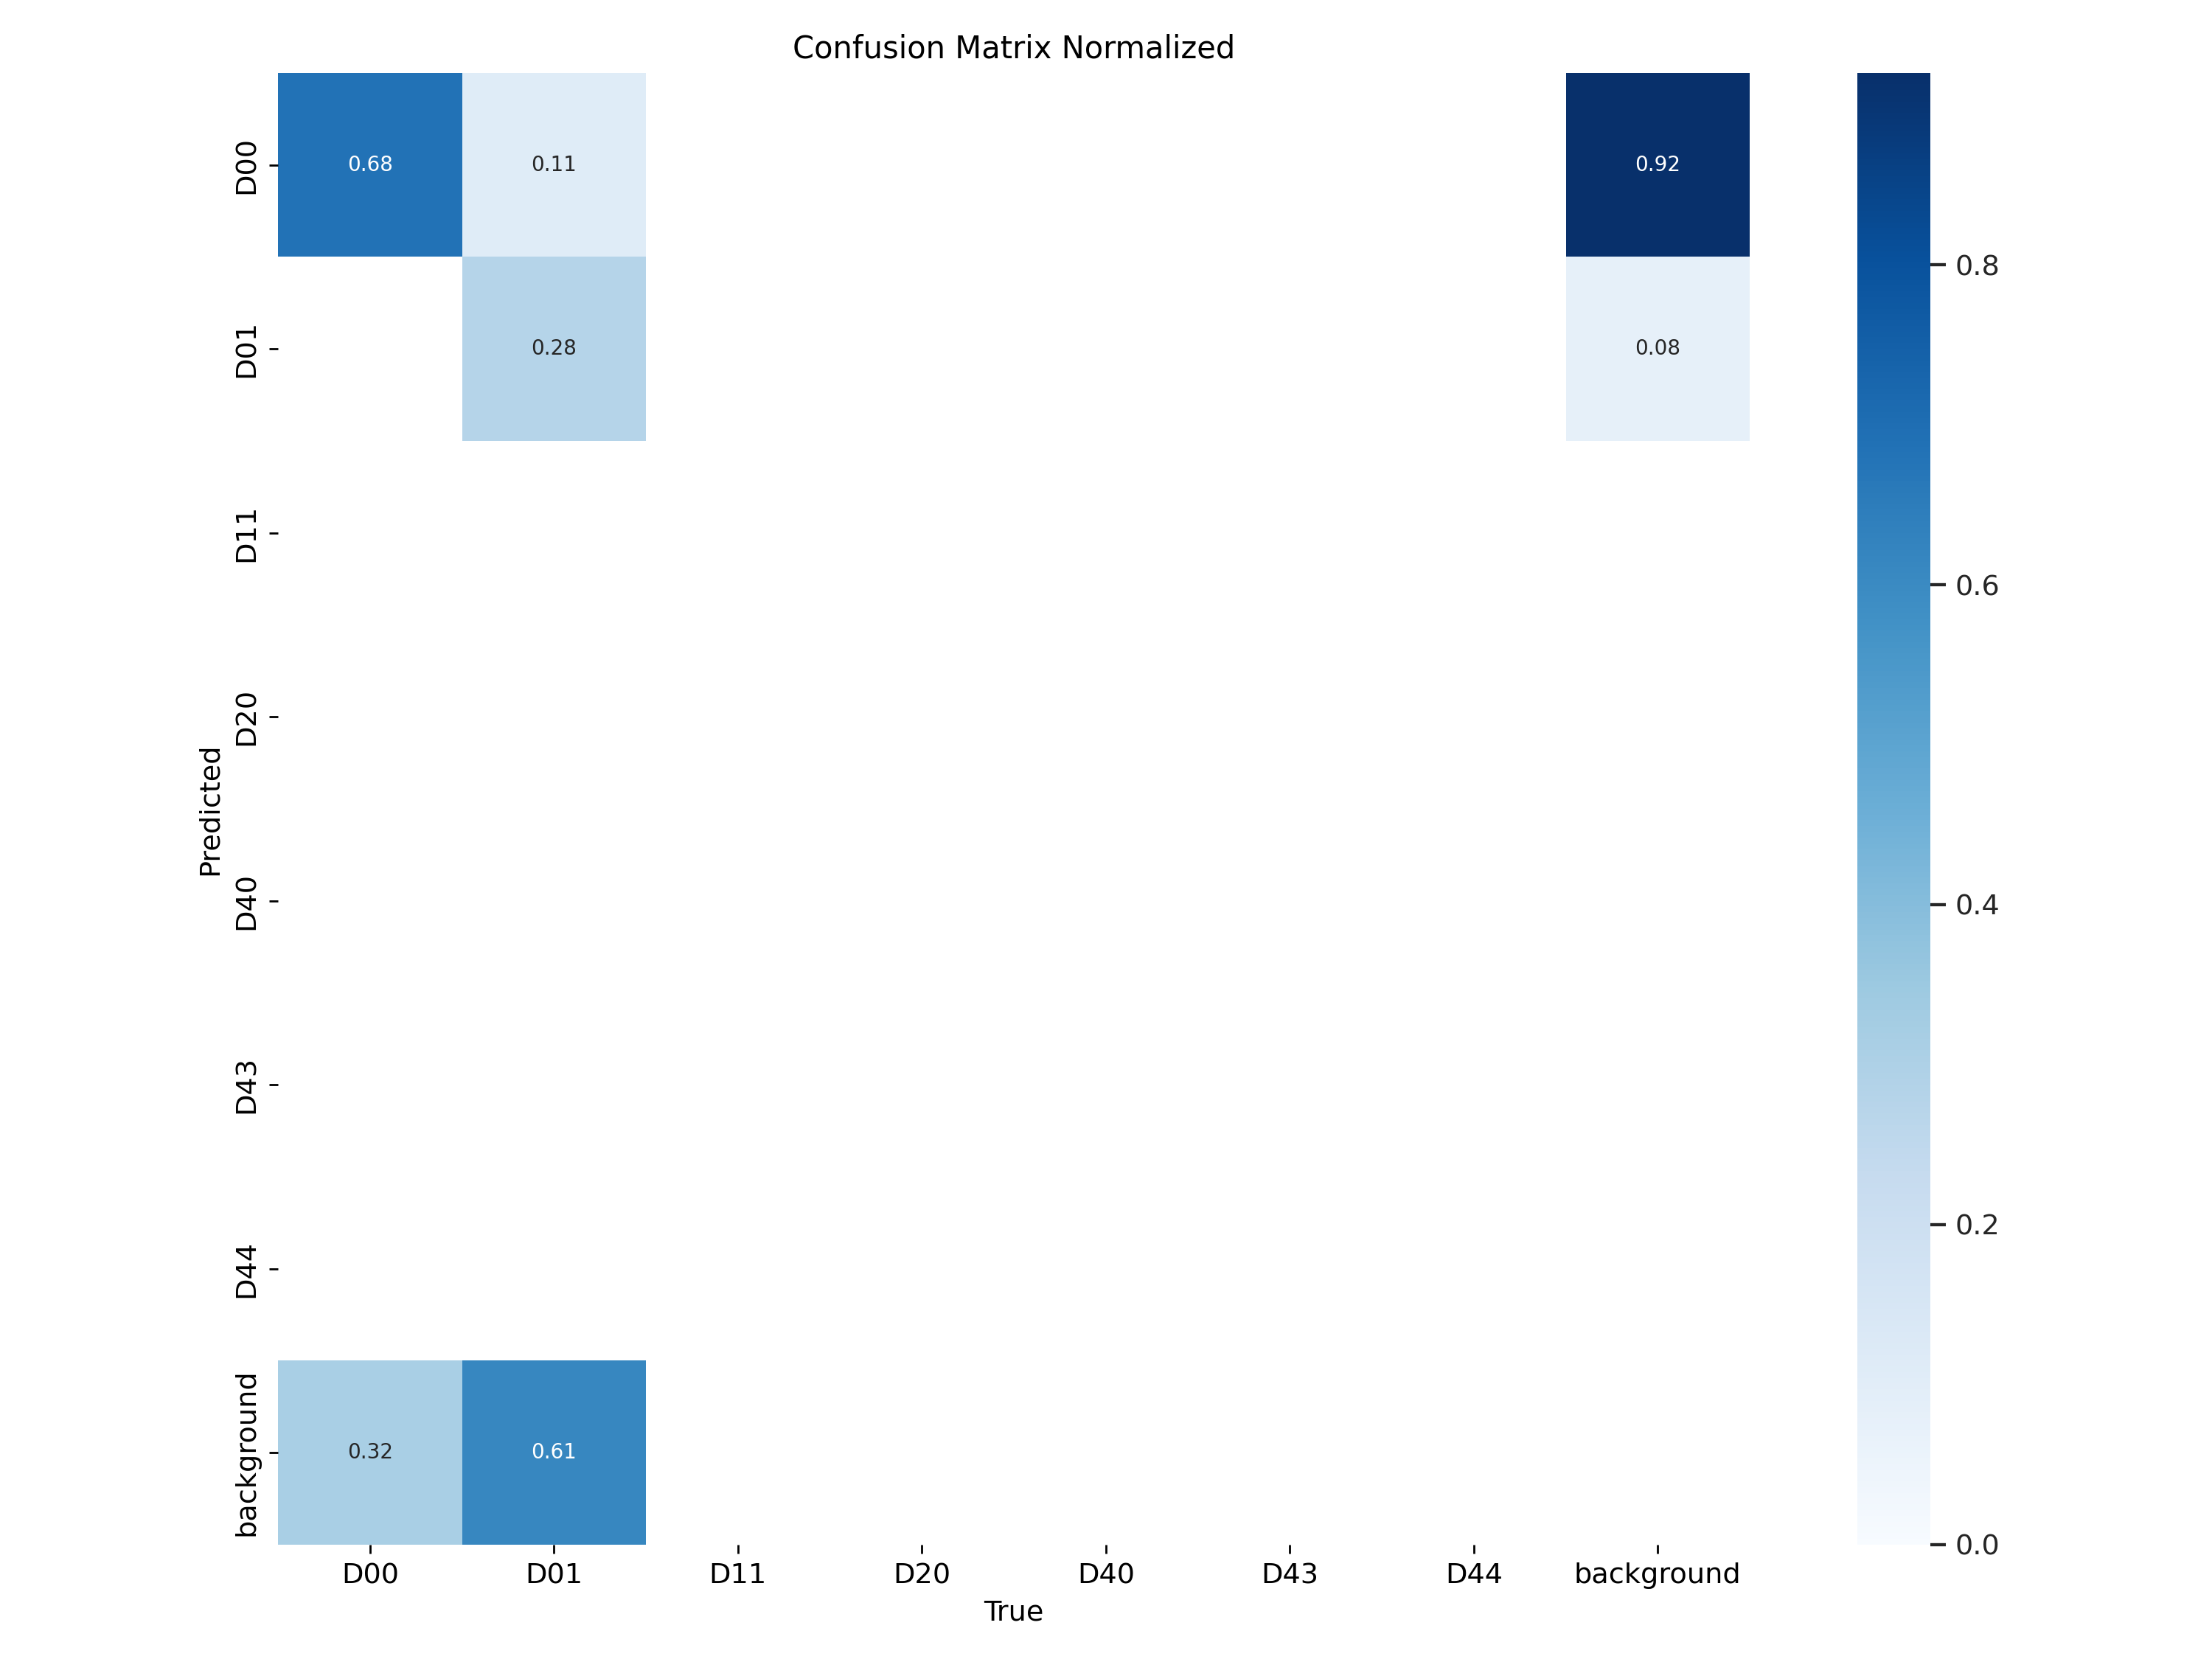 Confusion Matrix Normalized
D00
0.68
0.11
0.92
D01
0.28
0.08
D11
D20
D40
D43
D44
background
0.32
0.61
Predicted
D00 D01 D11 D20 D40 D43 D44 background
True
0.8
0.6
0.4
0.2
0.0